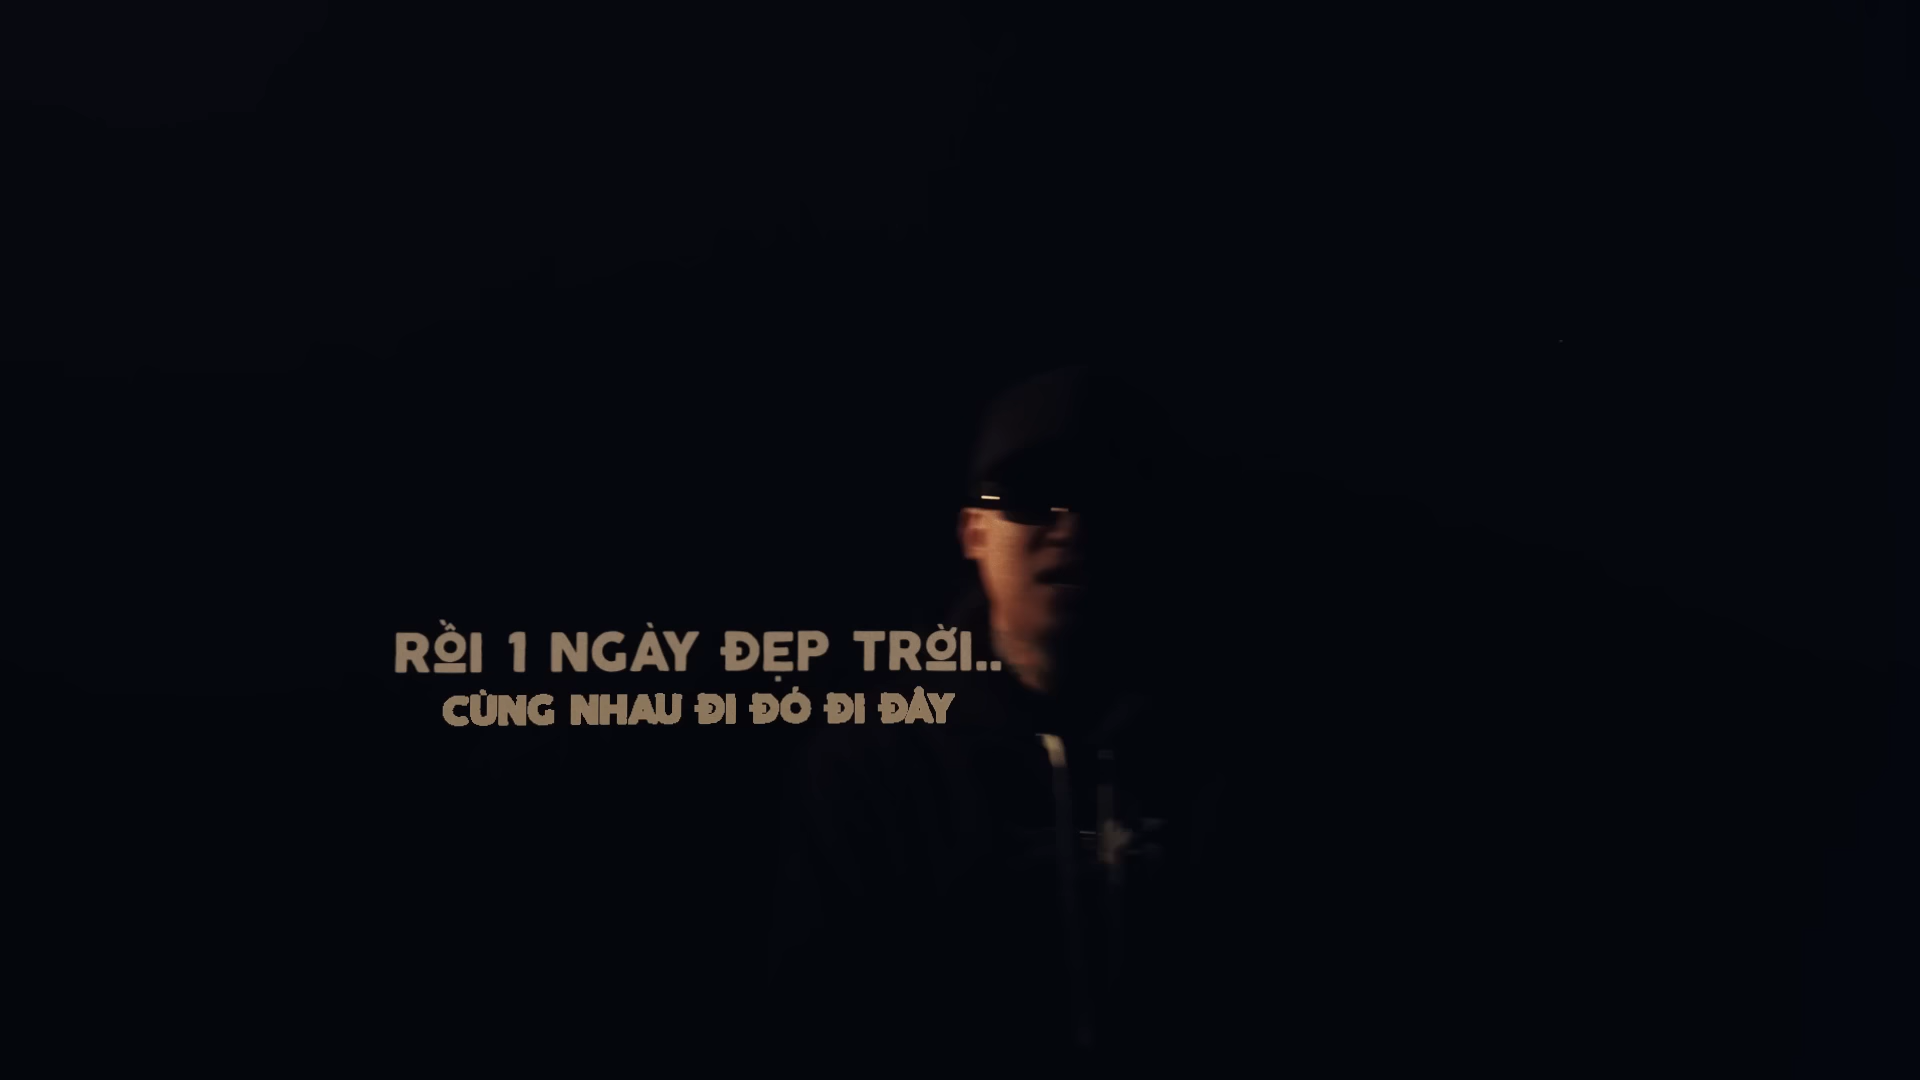 RỒI 1 NGÀY ĐẸP TRỜI..
CÙNG NHAU ĐI ĐÓ ĐI ĐÂY